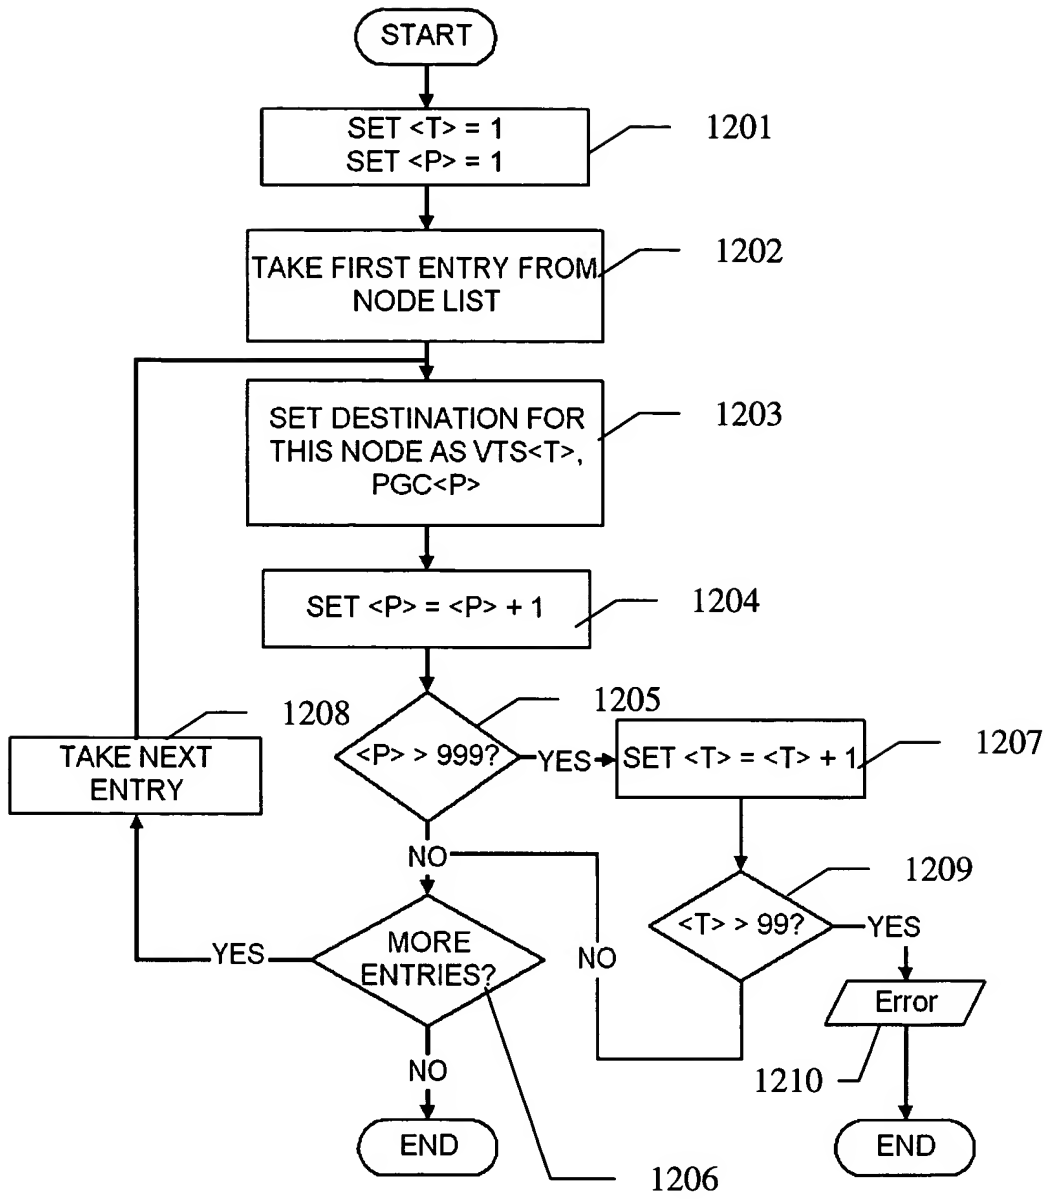 START
SET <T> = 1
SET <P> = 1
1201
TAKE FIRST ENTRY FROM
NODE LIST
1202
SET DESTINATION FOR
THIS NODE AS VTS<T>,
PGC<P>
1203
SET <P> = <P> + 1
1204
<P> > 999?
1205
YES
SET <T> = <T> + 1
1207
1208
TAKE NEXT
ENTRY
NO
<T> > 99?
1209
YES
NO
MORE
ENTRIES?
YES
Error
1210
NO
END
END
1206